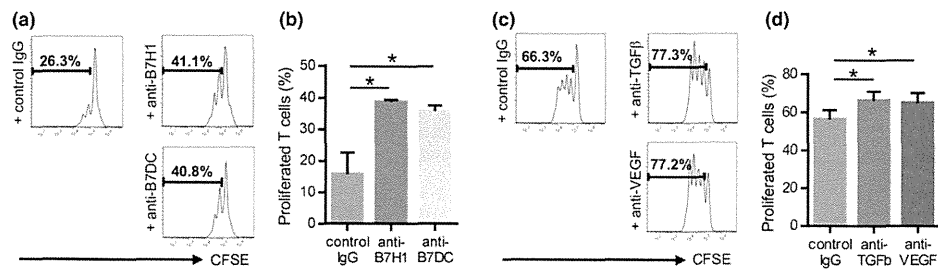 (a)
+ control IgG
26.3%
+ anti-B7H1
41.1%
+ anti-B7DC
40.8%
CFSE
(b)
Proliferated T cells (%)
50
40
30
20
10
0
*
*
control IgG
anti-B7H1
anti-B7DC
(c)
+ control IgG
66.3%
+ anti-TGFβ
77.3%
+ anti-VEGF
77.2%
CFSE
(d)
Proliferated T cells (%)
80
60
40
20
0
*
*
control IgG
anti-TGFb
anti-VEGF